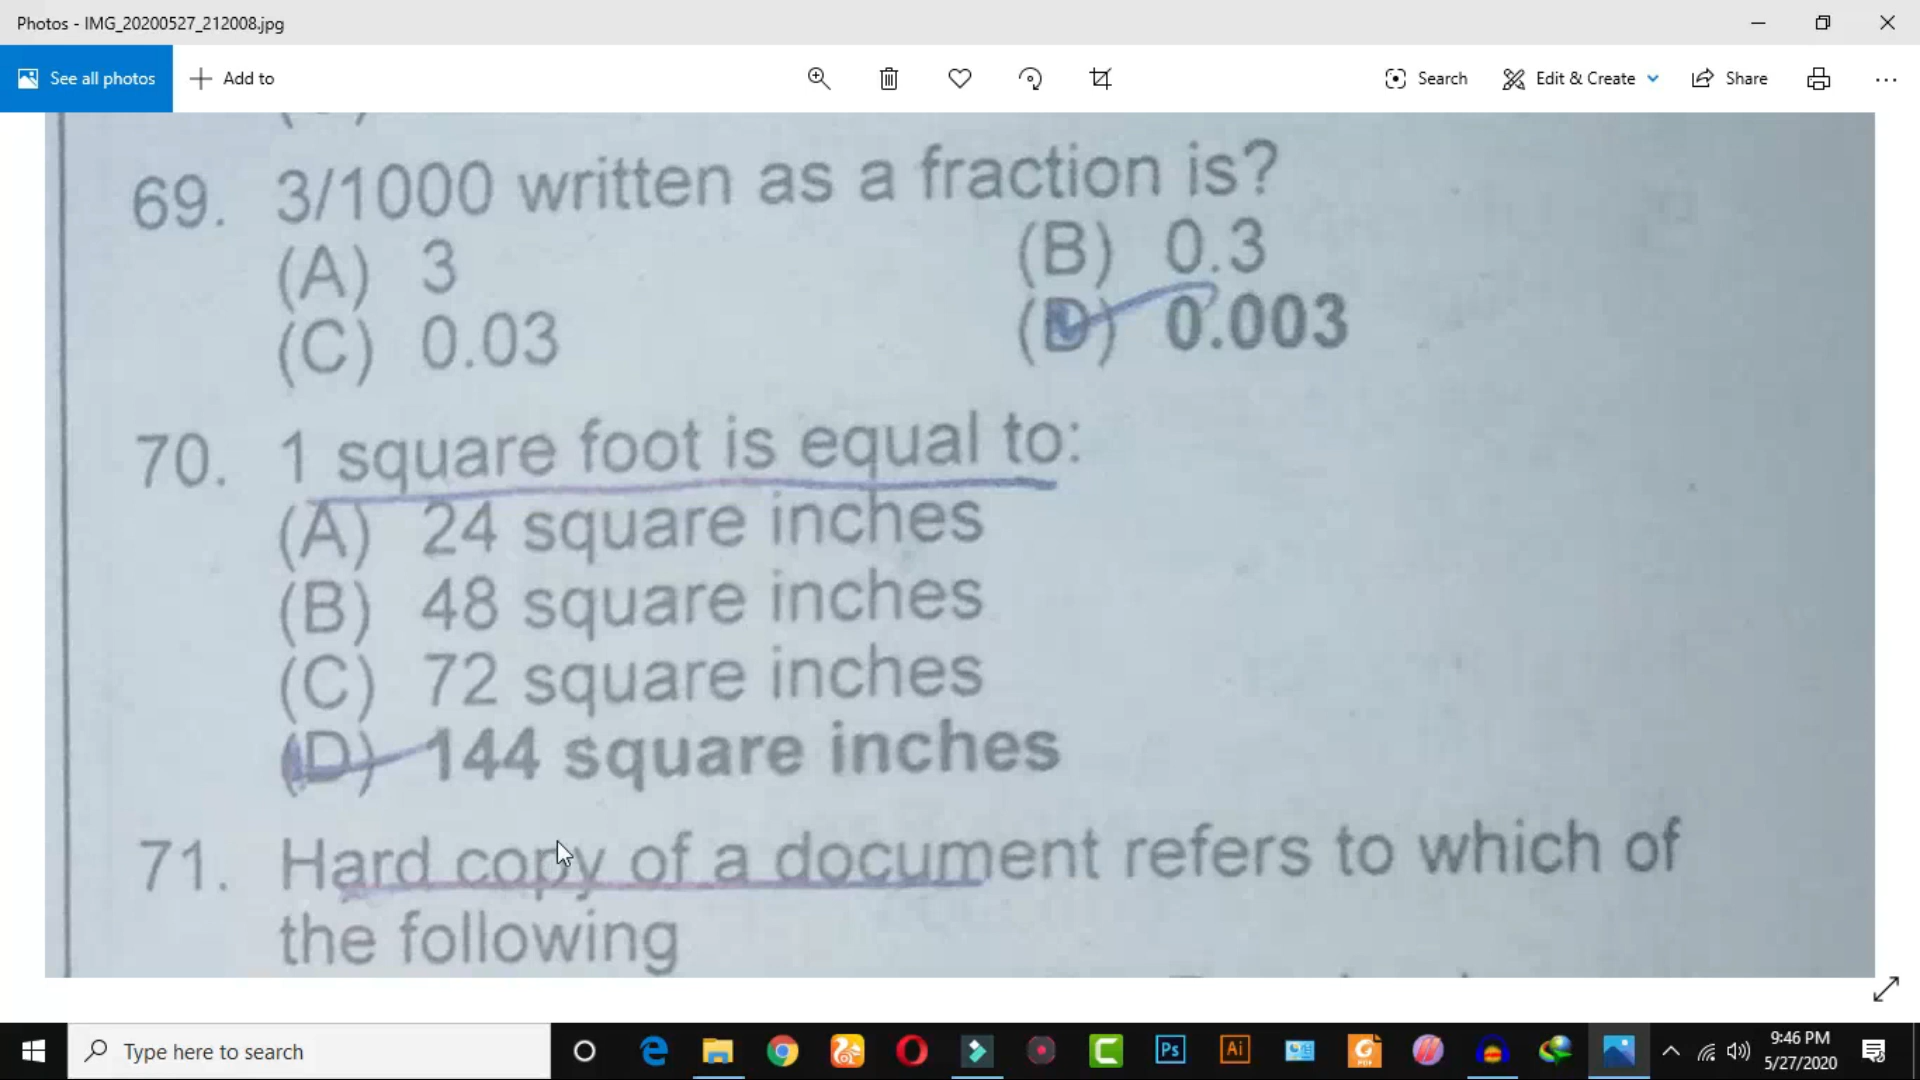 Photos - IMG_20200527_212008.jpg
See all photos
Add to
Search
Edit & Create
Share
69. 3/1000 written as a fraction is?
(A) 3 (B) 0.3
(C) 0.03 (D) 0.003
70. 1 square foot is equal to:
(A) 24 square inches
(B) 48 square inches
(C) 72 square inches
(D) 144 square inches
71. Hard copy of a document refers to which of
the following
Type here to search
Ps
Ai
9:46 PM
5/27/2020